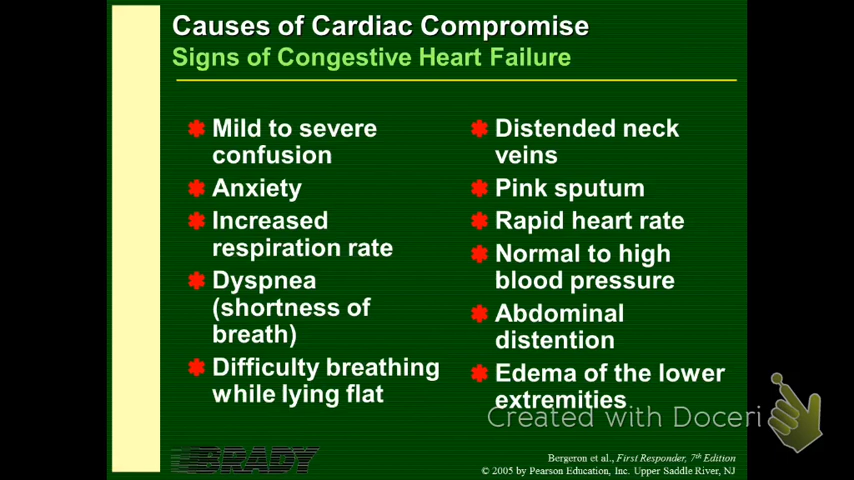 Causes of Cardiac Compromise
Signs of Congestive Heart Failure
Mild to severe
confusion
Anxiety
Increased
respiration rate
Dyspnea
(shortness of
breath)
Difficulty breathing
while lying flat
Distended neck
veins
Pink sputum
Rapid heart rate
Normal to high
blood pressure
Abdominal
distention
Edema of the lower
extremities
Created with Doceri
BRADY
Bergeron et al., First Responder, 7th Edition
© 2005 by Pearson Education, Inc. Upper Saddle River, NJ